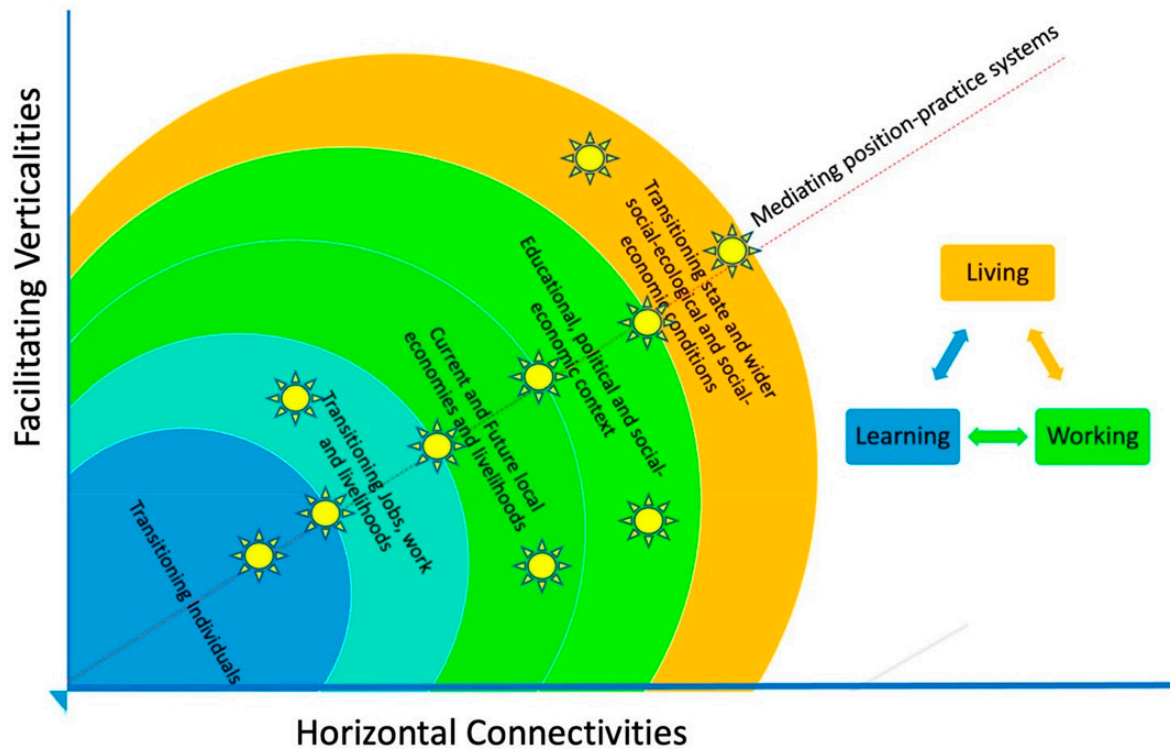 Facilitating Verticalities
Mediating position-practice systems
Transitioning state and wider
social-ecological and social-
economic conditions
Educational, political and social-
economic context
Current and Future local
economies and livelihoods
Transitioning Jobs, work
and livelihoods
Transitioning Individuals
Living
Learning
Working
Horizontal Connectivities